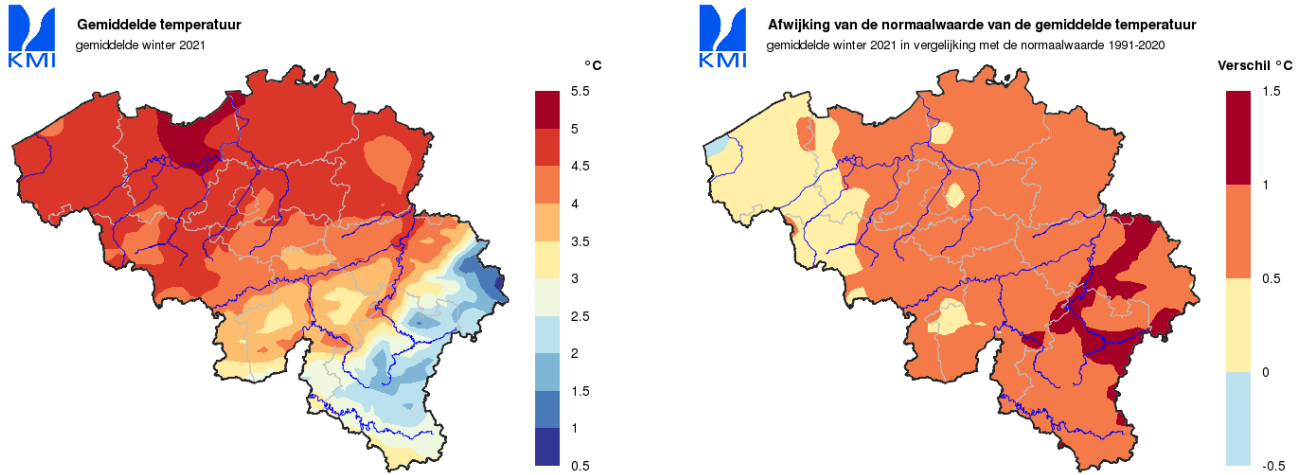 KMI
Gemiddelde temperatuur
gemiddelde winter 2021
°C
5.5
5
4.5
4
3.5
3
2.5
2
1.5
1
0.5
KMI
Afwijking van de normaalwaarde van de gemiddelde temperatuur
gemiddelde winter 2021 in vergelijking met de normaalwaarde 1991-2020
Verschil °C
1.5
1
0.5
0
-0.5